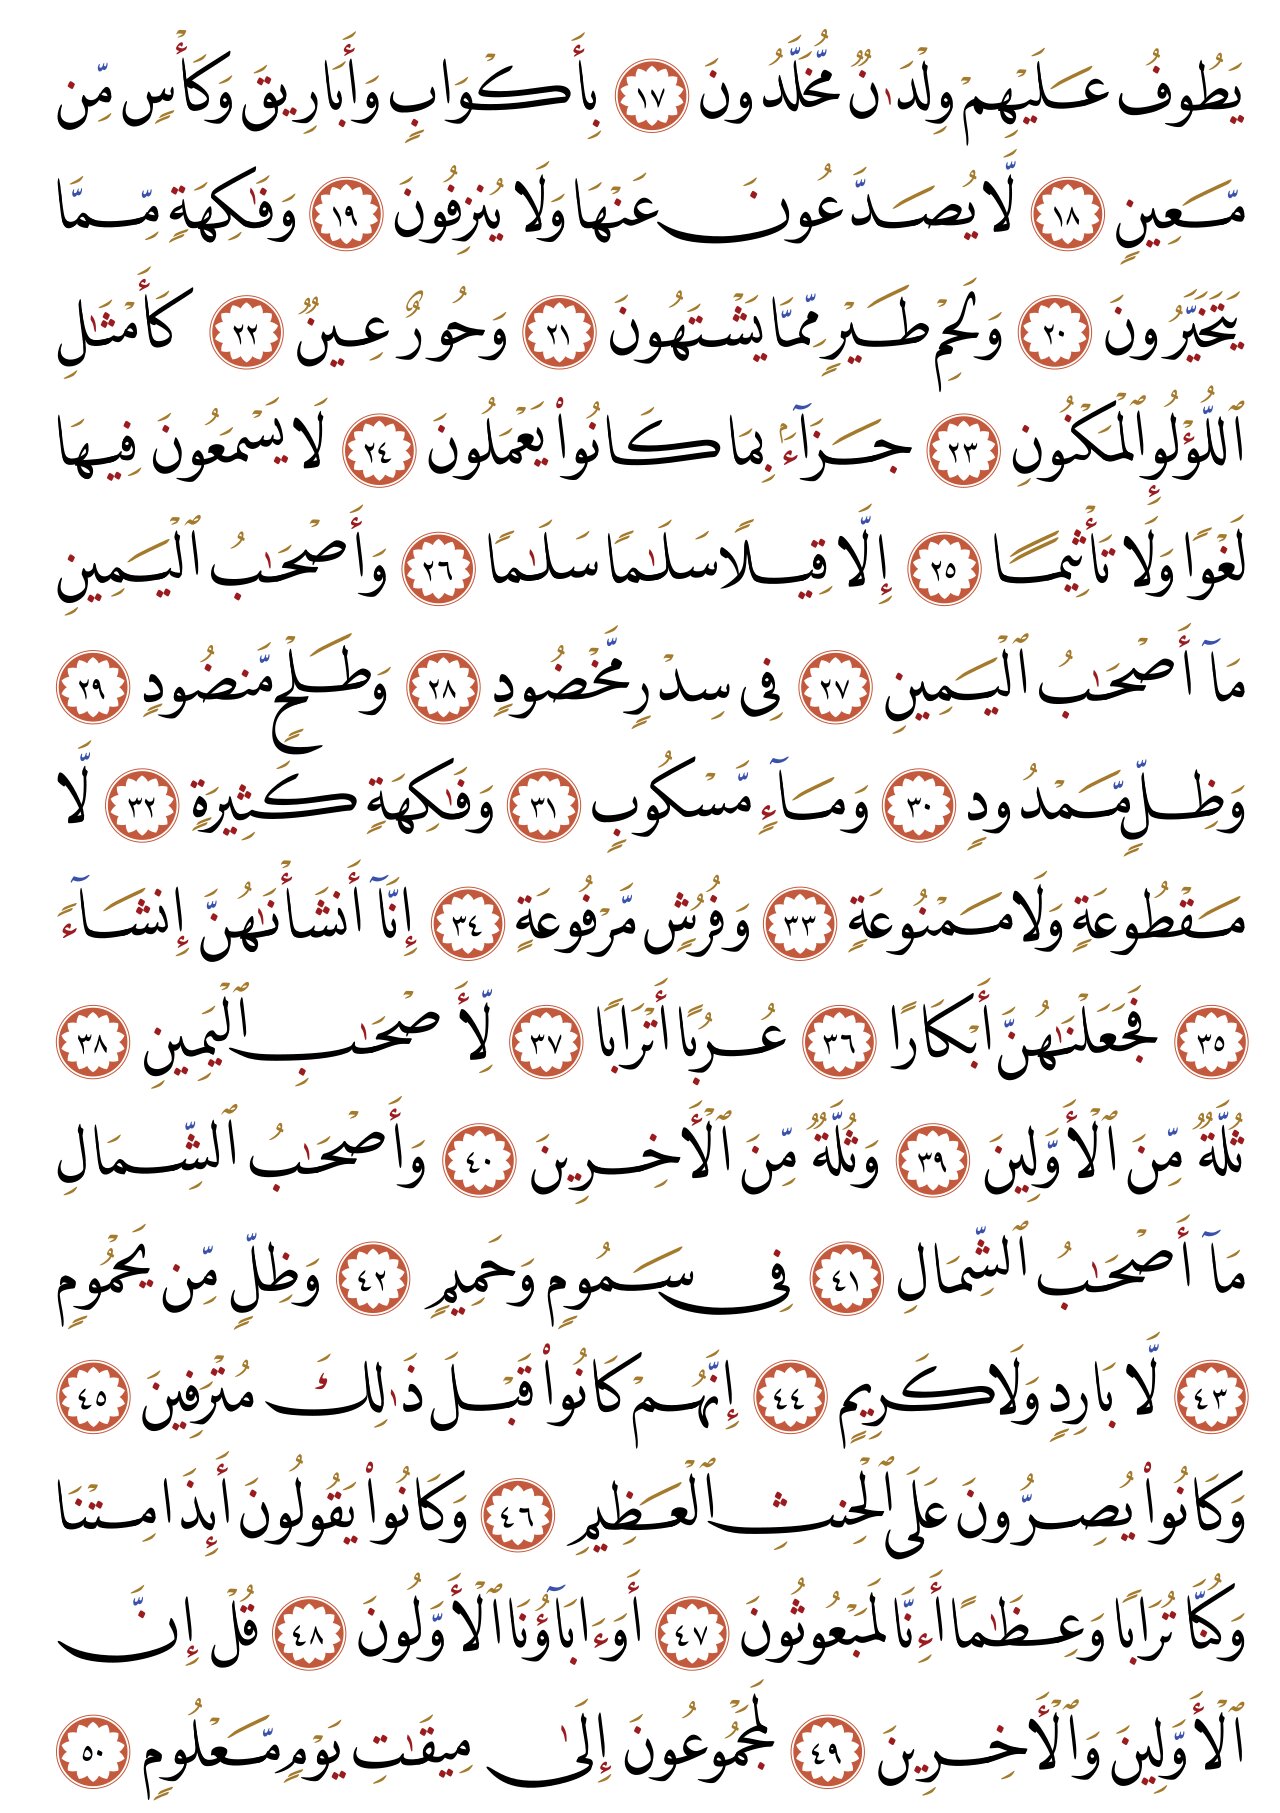 يَطُوفُ عَلَيْهِمْ وِلْدَٰنٌ مُّخَلَّدُونَ ١٧ بِأَكْوَابٍ وَأَبَارِيقَ وَكَأْسٍ مِّن
مَّعِينٍ ١٨ لَّا يُصَدَّعُونَ عَنْهَا وَلَا يُنزِفُونَ ١٩ وَفَٰكِهَةٍ مِّمَّا
يَتَخَيَّرُونَ ٢٠ وَلَحْمِ طَيْرٍ مِّمَّا يَشْتَهُونَ ٢١ وَحُورٌ عِينٌ ٢٢ كَأَمْثَٰلِ
ٱللُّؤْلُوِٕ ٱلْمَكْنُونِ ٢٣ جَزَآءًۢ بِمَا كَانُوا۟ يَعْمَلُونَ ٢٤ لَا يَسْمَعُونَ فِيهَا
لَغْوًا وَلَا تَأْثِيمًا ٢٥ إِلَّا قِيلًا سَلَٰمًا سَلَٰمًا ٢٦ وَأَصْحَٰبُ ٱلْيَمِينِ
مَآ أَصْحَٰبُ ٱلْيَمِينِ ٢٧ فِى سِدْرٍ مَّخْضُودٍ ٢٨ وَطَلْحٍ مَّنضُودٍ ٢٩
وَظِلٍّ مَّمْدُودٍ ٣٠ وَمَآءٍ مَّسْكُوبٍ ٣١ وَفَٰكِهَةٍ كَثِيرَةٍ ٣٢ لَّا
مَقْطُوعَةٍ وَلَا مَمْنُوعَةٍ ٣٣ وَفُرُشٍ مَّرْفُوعَةٍ ٣٤ إِنَّآ أَنشَأْنَٰهُنَّ إِنشَآءً
٣٥ فَجَعَلْنَٰهُنَّ أَبْكَارًا ٣٦ عُرُبًا أَتْرَابًا ٣٧ لِّأَصْحَٰبِ ٱلْيَمِينِ ٣٨
ثُلَّةٌ مِّنَ ٱلْأَوَّلِينَ ٣٩ وَثُلَّةٌ مِّنَ ٱلْأَخِرِينَ ٤٠ وَأَصْحَٰبُ ٱلشِّمَالِ
مَآ أَصْحَٰبُ ٱلشِّمَالِ ٤١ فِى سَمُومٍ وَحَمِيمٍ ٤٢ وَظِلٍّ مِّن يَحْمُومٍ
٤٣ لَّا بَارِدٍ وَلَا كَرِيمٍ ٤٤ إِنَّهُمْ كَانُوا۟ قَبْلَ ذَٰلِكَ مُتْرَفِينَ ٤٥
وَكَانُوا۟ يُصِرُّونَ عَلَى ٱلْحِنثِ ٱلْعَظِيمِ ٤٦ وَكَانُوا۟ يَقُولُونَ أَئِذَا مِتْنَا
وَكُنَّا تُرَابًا وَعِظَٰمًا أَءِنَّا لَمَبْعُوثُونَ ٤٧ أَوَءَابَآؤُنَا ٱلْأَوَّلُونَ ٤٨ قُلْ إِنَّ
ٱلْأَوَّلِينَ وَٱلْأَخِرِينَ ٤٩ لَمَجْمُوعُونَ إِلَىٰ مِيقَٰتِ يَوْمٍ مَّعْلُومٍ ٥٠